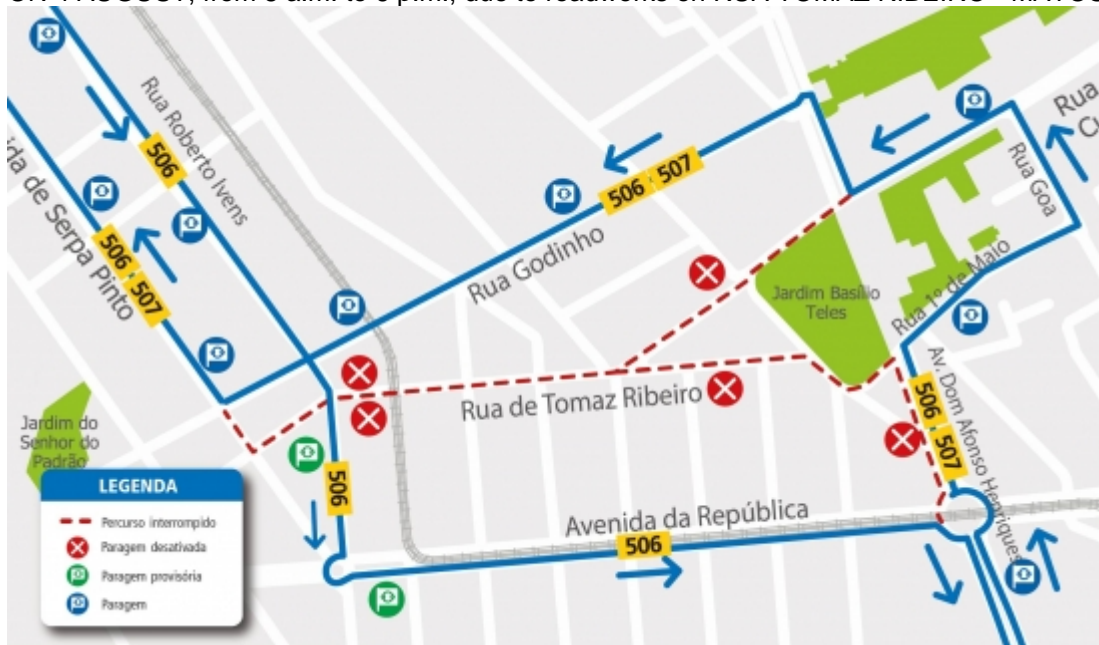 Rua Roberto Ivens
506
ida de Serpa Pinto
506
507
Rua Godinho
506
507
Rua
Cu
Rua Goa
Rua 1º de Maio
Jardim Basílio
Teles
Rua de Tomaz Ribeiro
Av. Dom Afonso Henriques
506
507
Jardim do
Senhor do
Padrão
506
Avenida da República
506
LEGENDA
Percurso interrompido
Paragem desativada
Paragem provisória
Paragem